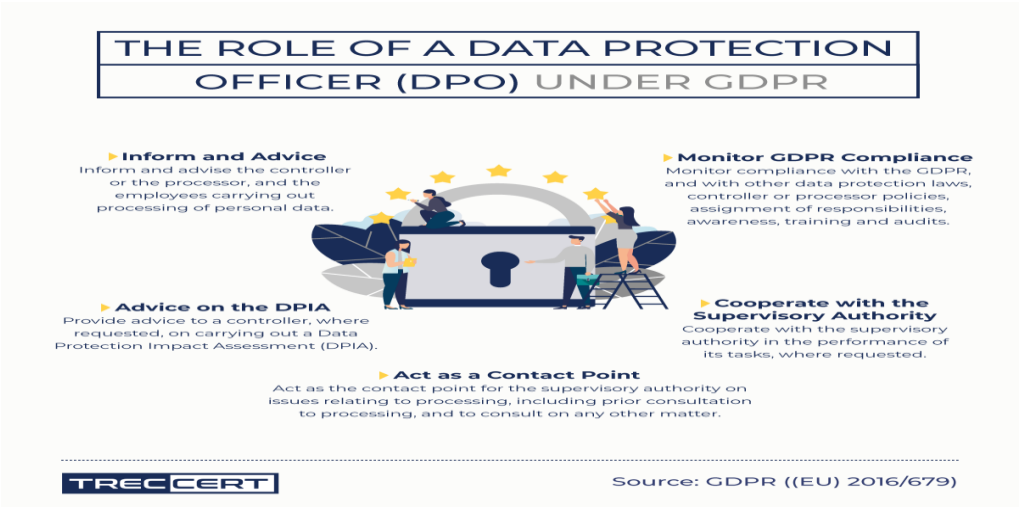 THE ROLE OF A DATA PROTECTION
OFFICER (DPO) UNDER GDPR
Inform and Advice
Inform and advise the controller
or the processor, and the
employees carrying out
processing of personal data.
Monitor GDPR Compliance
Monitor compliance with the GDPR,
and with other data protection laws,
controller or processor policies,
assignment of responsibilities,
awareness, training and audits.
Advice on the DPIA
Provide advice to a controller, where
requested, on carrying out a Data
Protection Impact Assessment (DPIA).
Cooperate with the
Supervisory Authority
Cooperate with the supervisory
authority in the performance of
its tasks, where requested.
Act as a Contact Point
Act as the contact point for the supervisory authority on
issues relating to processing, including prior consultation
to processing, and to consult on any other matter.
TRECCERT
Source: GDPR ((EU) 2016/679)